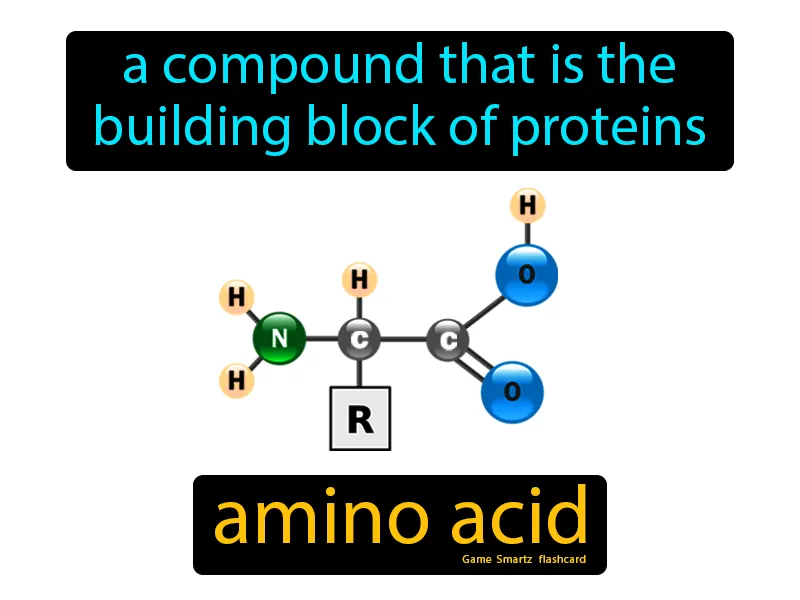 a compound that is the
building block of proteins
H
H
H
O
N
C
C
H
O
R
amino acid
Game Smartz flashcard